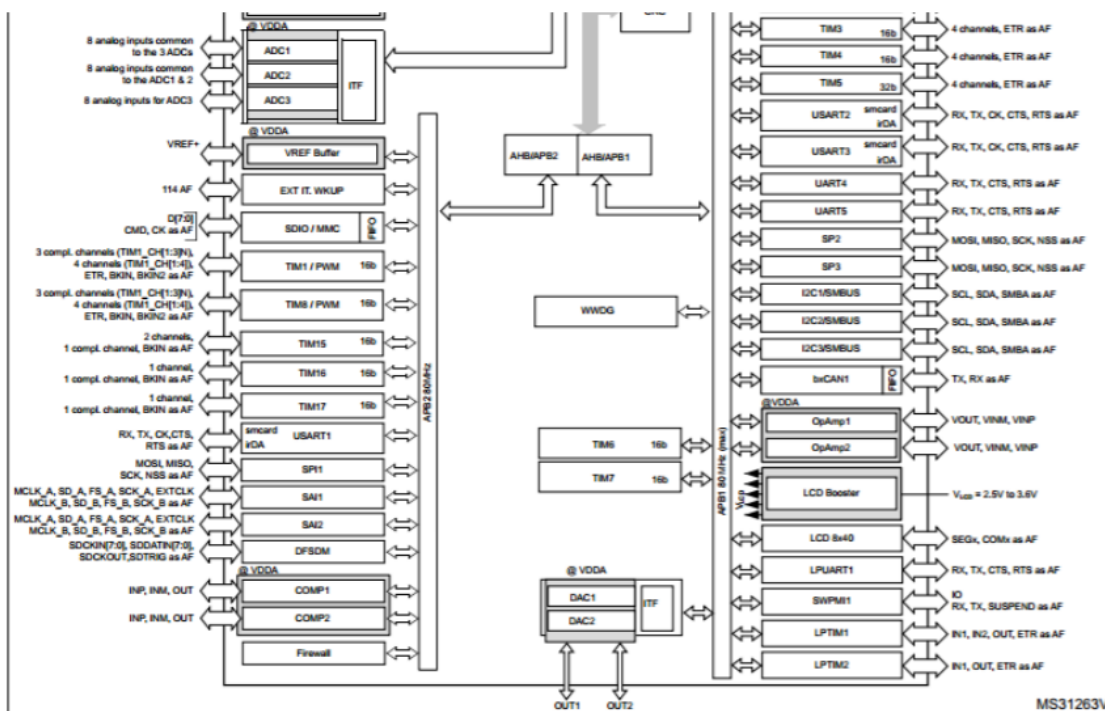 @ VDDA
8 analog inputs common
to the 3 ADCs
8 analog inputs common
to the ADC1 & 2
8 analog inputs for ADC3
ADC1
ADC2
ADC3
ITF
@ VDDA
VREF+
VREF Buffer
114 AF
EXT IT. WKUP
D[7:0]
CMD, CK as AF
SDIO / MMC
FIFO
3 compl. channels (TIM1_CH[1:3]N),
4 channels (TIM1_CH[1:4]),
ETR, BKIN, BKIN2 as AF
TIM1 / PWM
16b
3 compl. channels (TIM1_CH[1:3]N),
4 channels (TIM1_CH[1:4]),
ETR, BKIN, BKIN2 as AF
TIM8 / PWM
16b
2 channels,
1 compl. channel, BKIN as AF
TIM15
16b
1 channel,
1 compl. channel, BKIN as AF
TIM16
16b
1 channel,
1 compl. channel, BKIN as AF
TIM17
16b
RX, TX, CK,CTS,
RTS as AF
smcard
irDA
USART1
MOSI, MISO,
SCK, NSS as AF
SPI1
MCLK_A, SD_A, FS_A, SCK_A, EXTCLK
MCLK_B, SD_B, FS_B, SCK_B as AF
SAI1
MCLK_A, SD_A, FS_A, SCK_A, EXTCLK
MCLK_B, SD_B, FS_B, SCK_B as AF
SAI2
SDCKIN[7:0], SDDATIN[7:0],
SDCKOUT,SDTRIG as AF
DFSDM
@ VDDA
INP, INM, OUT
COMP1
INP, INM, OUT
COMP2
Firewall
APB2 80MHz
AHB/APB2
AHB/APB1
WWDG
TIM6
16b
TIM7
16b
@ VDDA
DAC1
DAC2
ITF
OUT1
OUT2
APB1 80 MHz (max)
TIM3
16b
4 channels, ETR as AF
TIM4
16b
4 channels, ETR as AF
TIM5
32b
4 channels, ETR as AF
USART2
smcard
irDA
RX, TX, CK, CTS, RTS as AF
USART3
smcard
irDA
RX, TX, CK, CTS, RTS as AF
UART4
RX, TX, CTS, RTS as AF
UART5
RX, TX, CTS, RTS as AF
SP2
MOSI, MISO, SCK, NSS as AF
SP3
MOSI, MISO, SCK, NSS as AF
I2C1/SMBUS
SCL, SDA, SMBA as AF
I2C2/SMBUS
SCL, SDA, SMBA as AF
I2C3/SMBUS
SCL, SDA, SMBA as AF
bxCAN1
FIFO
TX, RX as AF
@VDDA
OpAmp1
VOUT, VINM, VINP
OpAmp2
VOUT, VINM, VINP
VLCD
LCD Booster
VLCD = 2.5V to 3.6V
LCD 8x40
SEGx, COMx as AF
LPUART1
RX, TX, CTS, RTS as AF
SWPMI1
IO
RX, TX, SUSPEND as AF
LPTIM1
IN1, IN2, OUT, ETR as AF
LPTIM2
IN1, OUT, ETR as AF